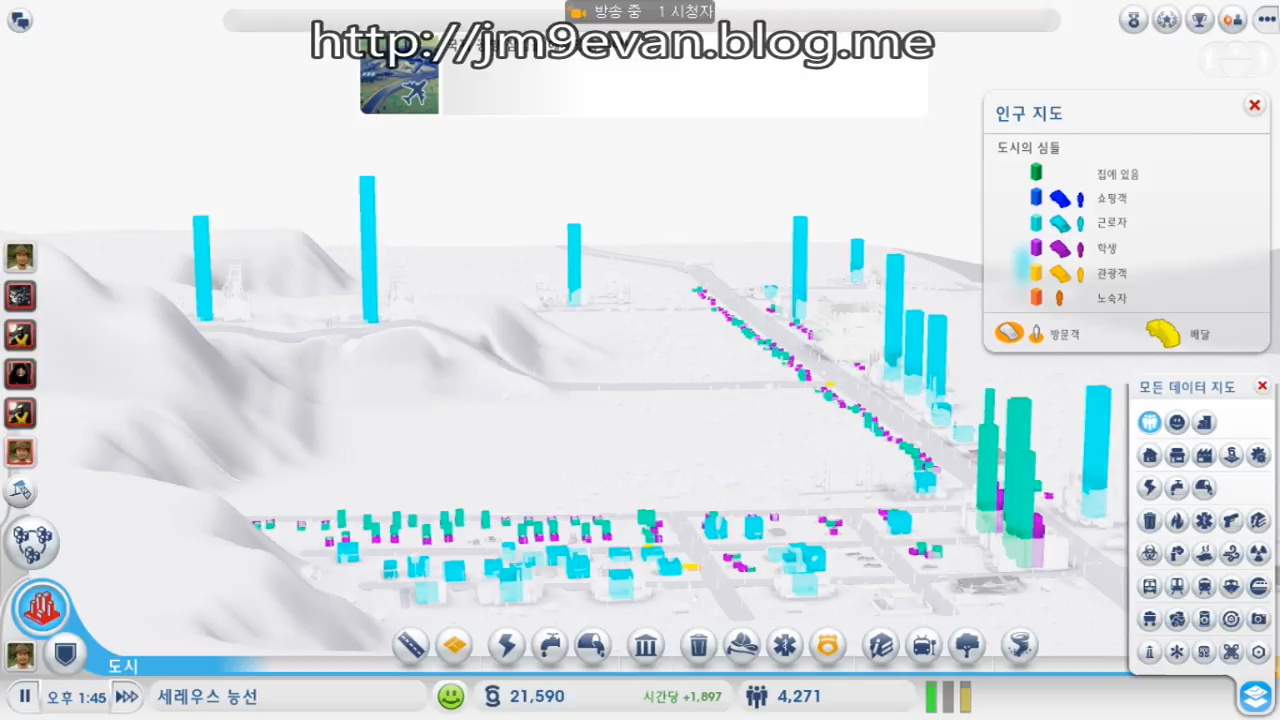 방송 중 1 시청자
http://jm9evan.blog.me
인구 지도
도시의 심들
집에 있음
쇼핑객
근로자
학생
관광객
노숙자
방문객
배달
모든 데이터 지도
도시
오후 1:45
세레우스 능선
21,590
시간당 +1,897
4,271